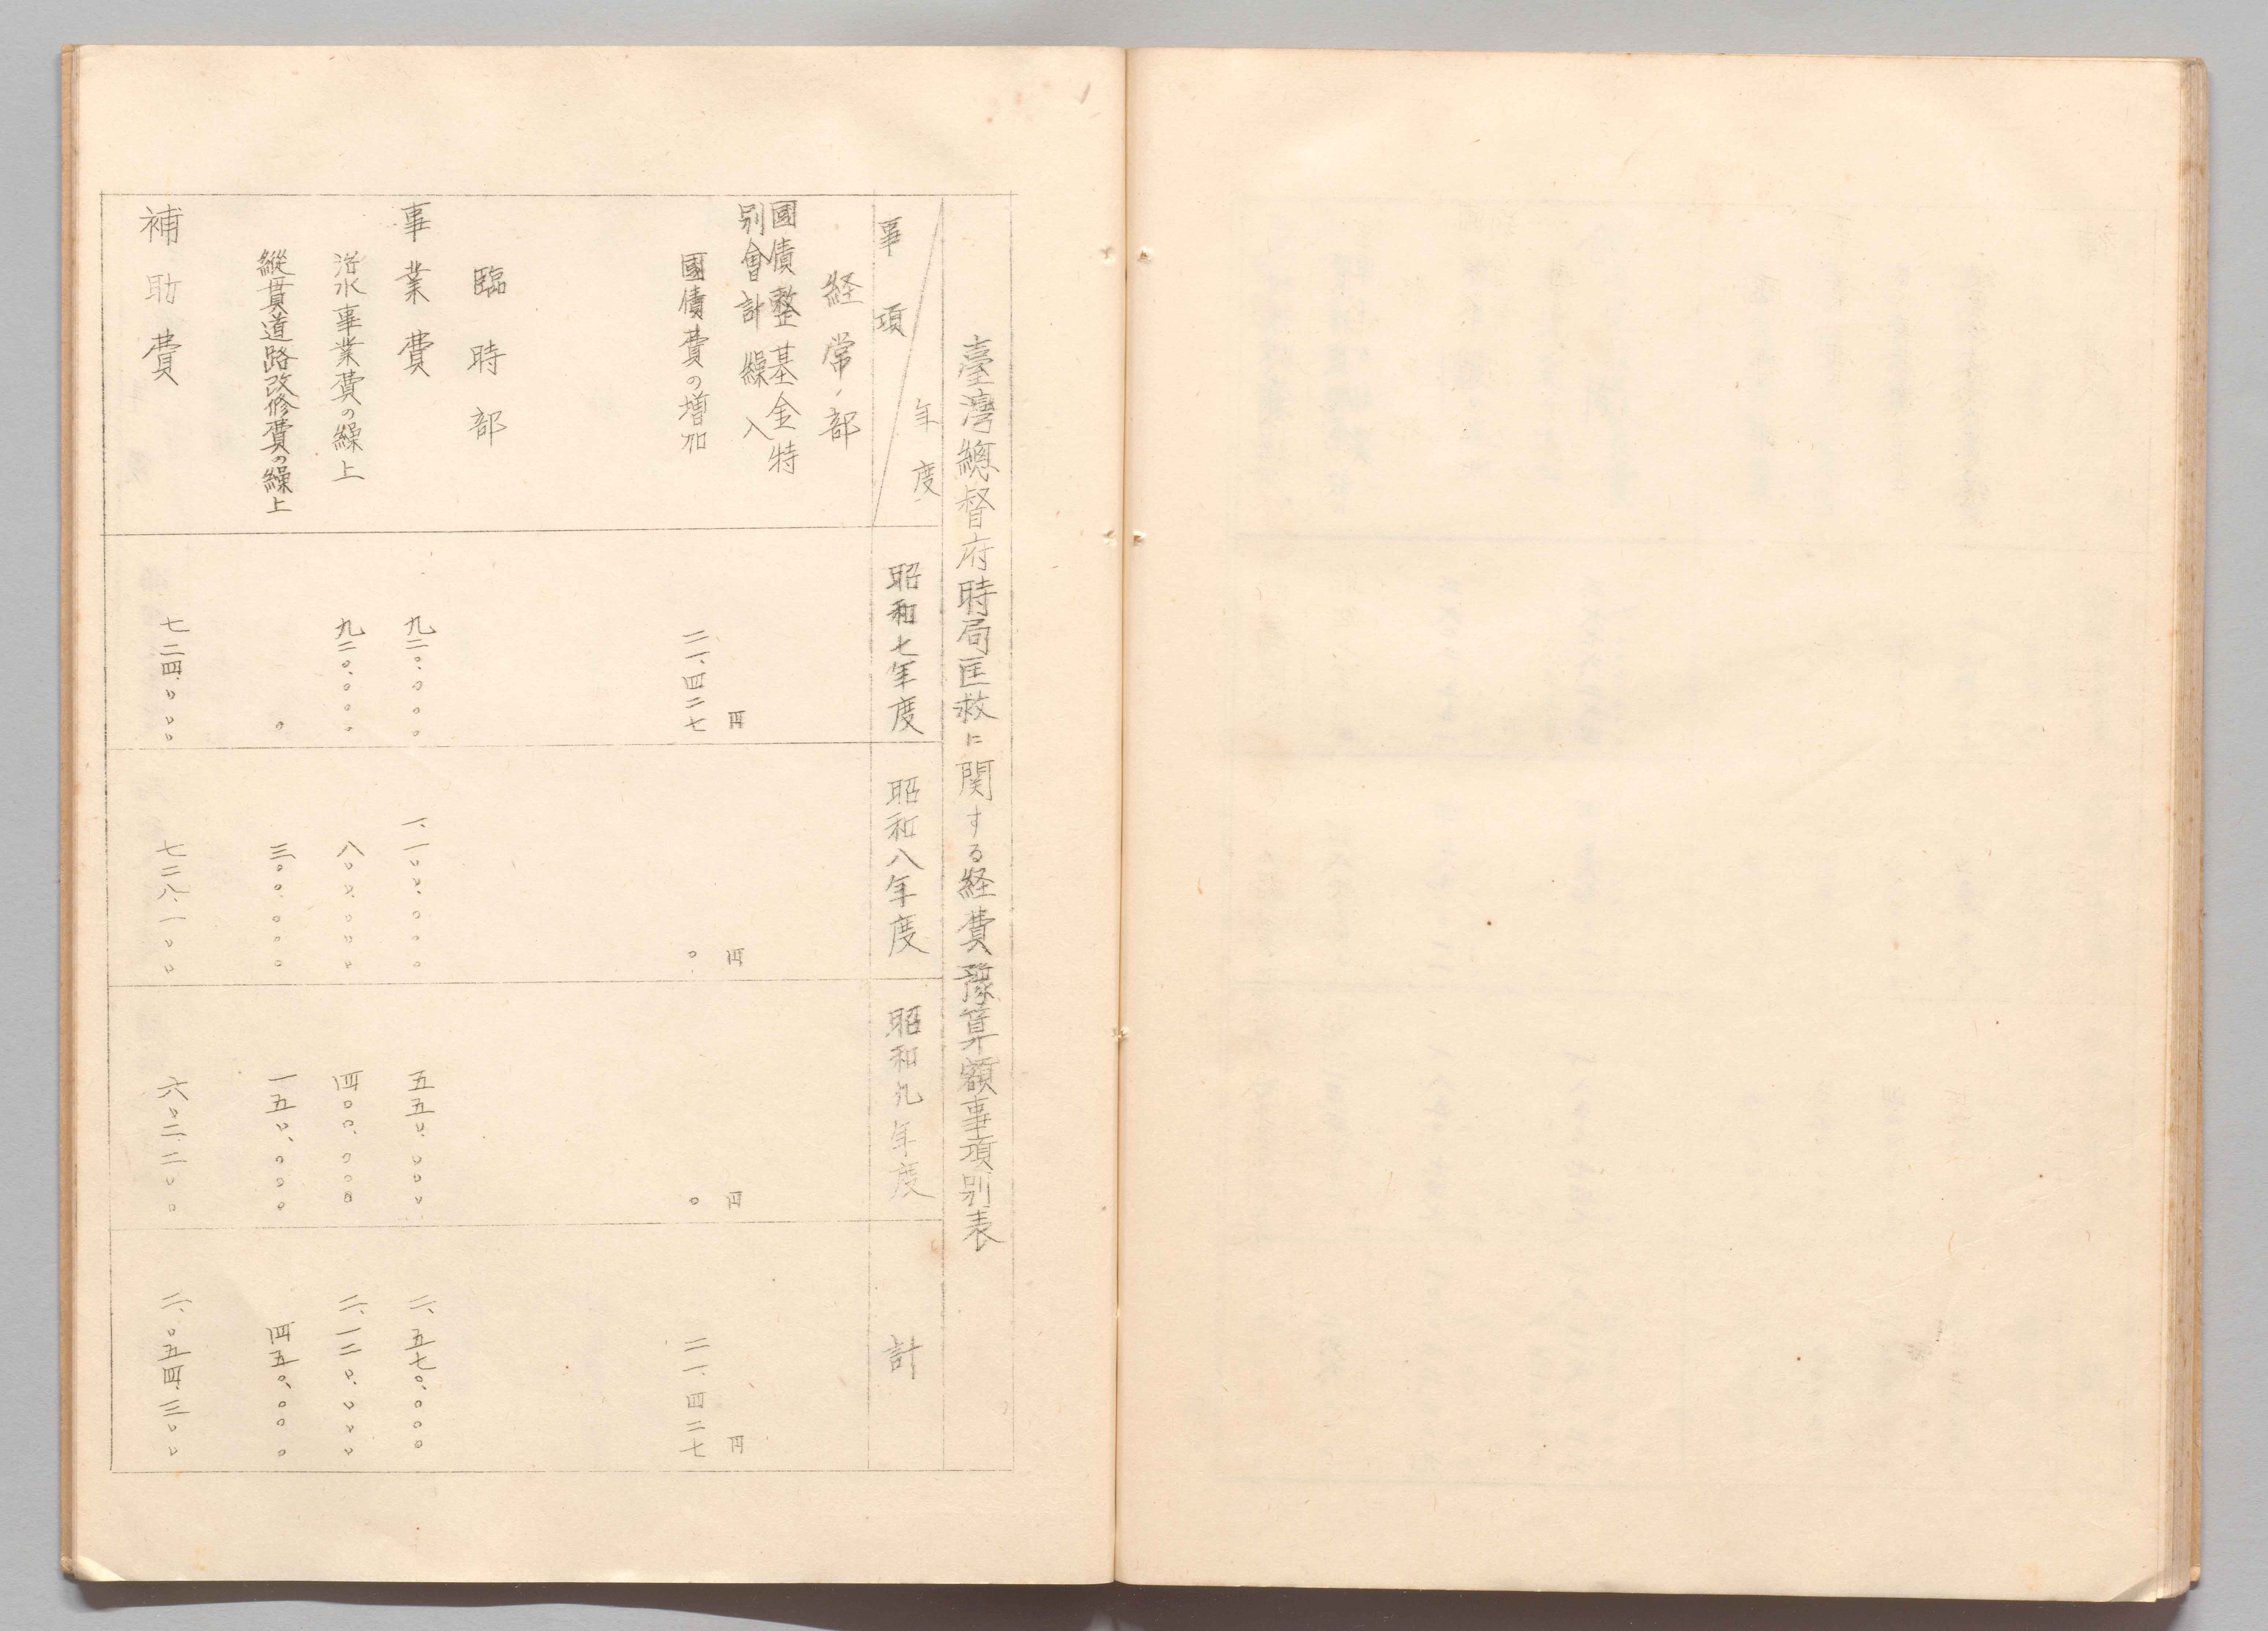 臺灣總督府時局匡救に関する経費豫算額事項別表
事項 年度 昭和七年度 昭和八年度 昭和九年度 計
経常部
國債整基金特
別會計繰入 円 円 円 円
國債費の増加 二一、四二七 〇 〇 二一、四二七
臨時部
事業費 九二〇、〇〇〇 一、一〇〇、〇〇〇 五五〇、〇〇〇 二、五七〇、〇〇〇
治水事業費の繰上 九二〇、〇〇〇 八〇〇、〇〇〇 四〇〇、〇〇〇 二、一二〇、〇〇〇
縦貫道路改修費の繰上 〇 三〇〇、〇〇〇 一五〇、〇〇〇 四五〇、〇〇〇
補助費 七二四、〇〇〇 七二八、一〇〇 六〇二、二〇〇 二、〇五四、三〇〇